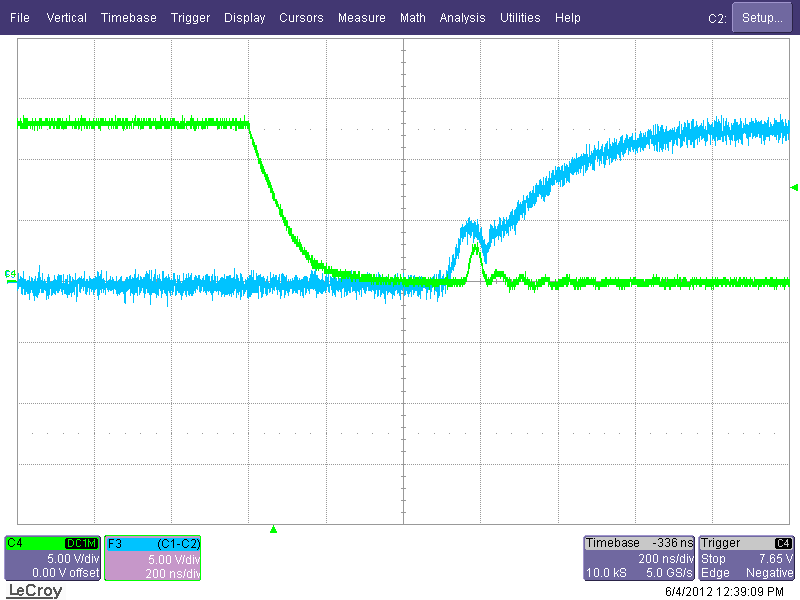 File Vertical Timebase Trigger Display Cursors Measure Math Analysis Utilities Help C2: Setup...
C4
C4 DC1M
5.00 V/div
0.00 V offset
F3 (C1-C2)
5.00 V/div
200 ns/div
Timebase -336 ns
200 ns/div
10.0 kS 5.0 GS/s
Trigger C4
Stop 7.65 V
Edge Negative
LeCroy
6/4/2012 12:39:09 PM